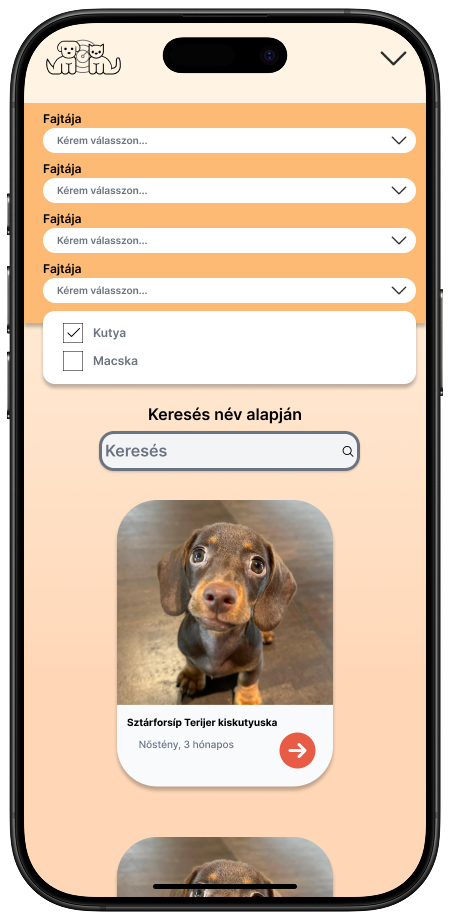 Fajtája
Kérem válasszon...
Fajtája
Kérem válasszon...
Fajtája
Kérem válasszon...
Fajtája
Kérem válasszon...
Kutya
Macska
Keresés név alapján
Keresés
Sztárforsíp Terijer kiskutyuska
Nőstény, 3 hónapos